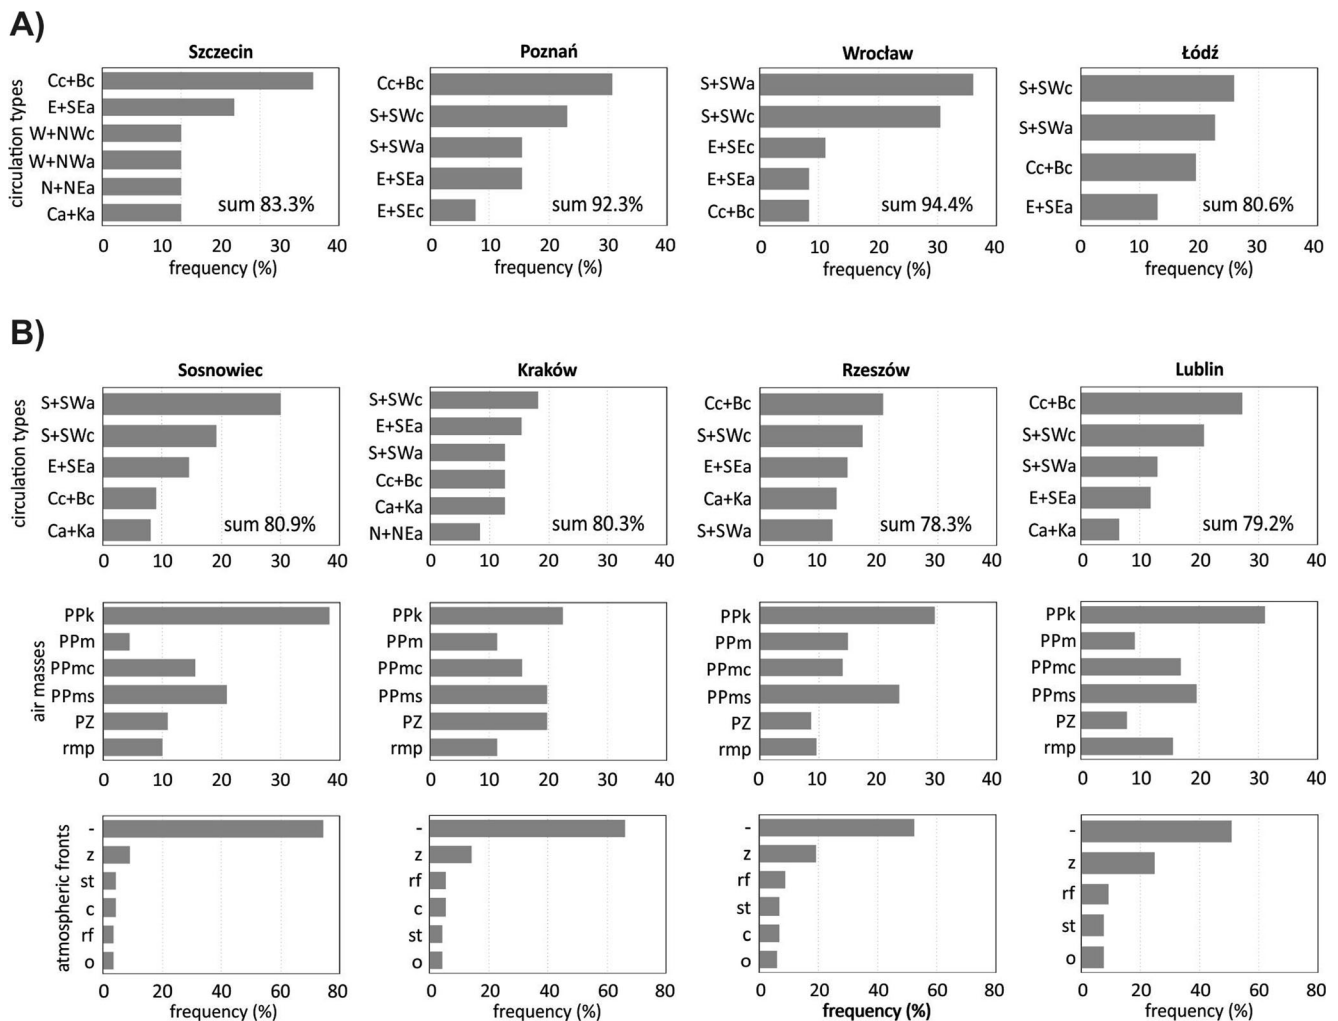 A)
Szczecin
circulation types
Cc+Bc
E+SEa
W+NWc
W+NWa
N+NEa
Ca+Ka
sum 83.3%
0 10 20 30 40
frequency (%)
Poznań
Cc+Bc
S+SWc
S+SWa
E+SEa
E+SEc
sum 92.3%
0 10 20 30 40
frequency (%)
Wrocław
S+SWa
S+SWc
E+SEc
E+SEa
Cc+Bc
sum 94.4%
0 10 20 30 40
frequency (%)
Łódź
S+SWc
S+SWa
Cc+Bc
E+SEa
sum 80.6%
0 10 20 30 40
frequency (%)
B)
Sosnowiec
circulation types
S+SWa
S+SWc
E+SEa
Cc+Bc
Ca+Ka
sum 80.9%
0 10 20 30 40
Kraków
S+SWc
E+SEa
S+SWa
Cc+Bc
Ca+Ka
N+NEa
sum 80.3%
0 10 20 30 40
Rzeszów
Cc+Bc
S+SWc
E+SEa
Ca+Ka
S+SWa
sum 78.3%
0 10 20 30 40
Lublin
Cc+Bc
S+SWc
S+SWa
E+SEa
Ca+Ka
sum 79.2%
0 10 20 30 40
air masses
PPk
PPm
PPmc
PPms
PZ
rmp
0 10 20 30 40
PPk
PPm
PPmc
PPms
PZ
rmp
0 10 20 30 40
PPk
PPm
PPmc
PPms
PZ
rmp
0 10 20 30 40
PPk
PPm
PPmc
PPms
PZ
rmp
0 10 20 30 40
atmospheric fronts
-
z
st
c
rf
o
0 20 40 60 80
frequency (%)
-
z
rf
c
st
o
0 20 40 60 80
frequency (%)
-
z
rf
st
c
o
0 20 40 60 80
frequency (%)
-
z
rf
st
o
0 20 40 60 80
frequency (%)